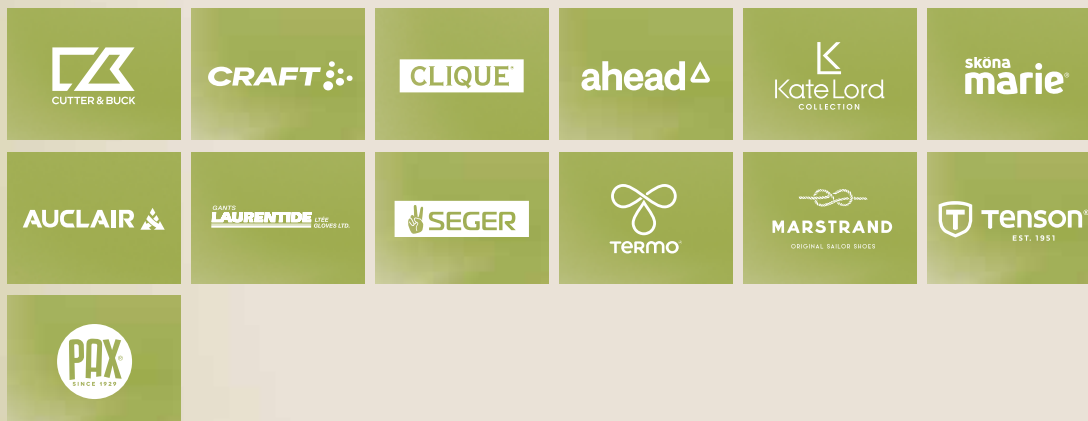 CUTTER & BUCK
CRAFT
CLIQUE
ahead
Kate Lord
COLLECTION
sköna
marie®
AUCLAIR
GANTS
LAURENTIDE LTÉE
GLOVES LTD.
SEGER
TERMO®
MARSTRAND
ORIGINAL SAILOR SHOES
T Tenson®
EST. 1951
PAX®
SINCE 1929